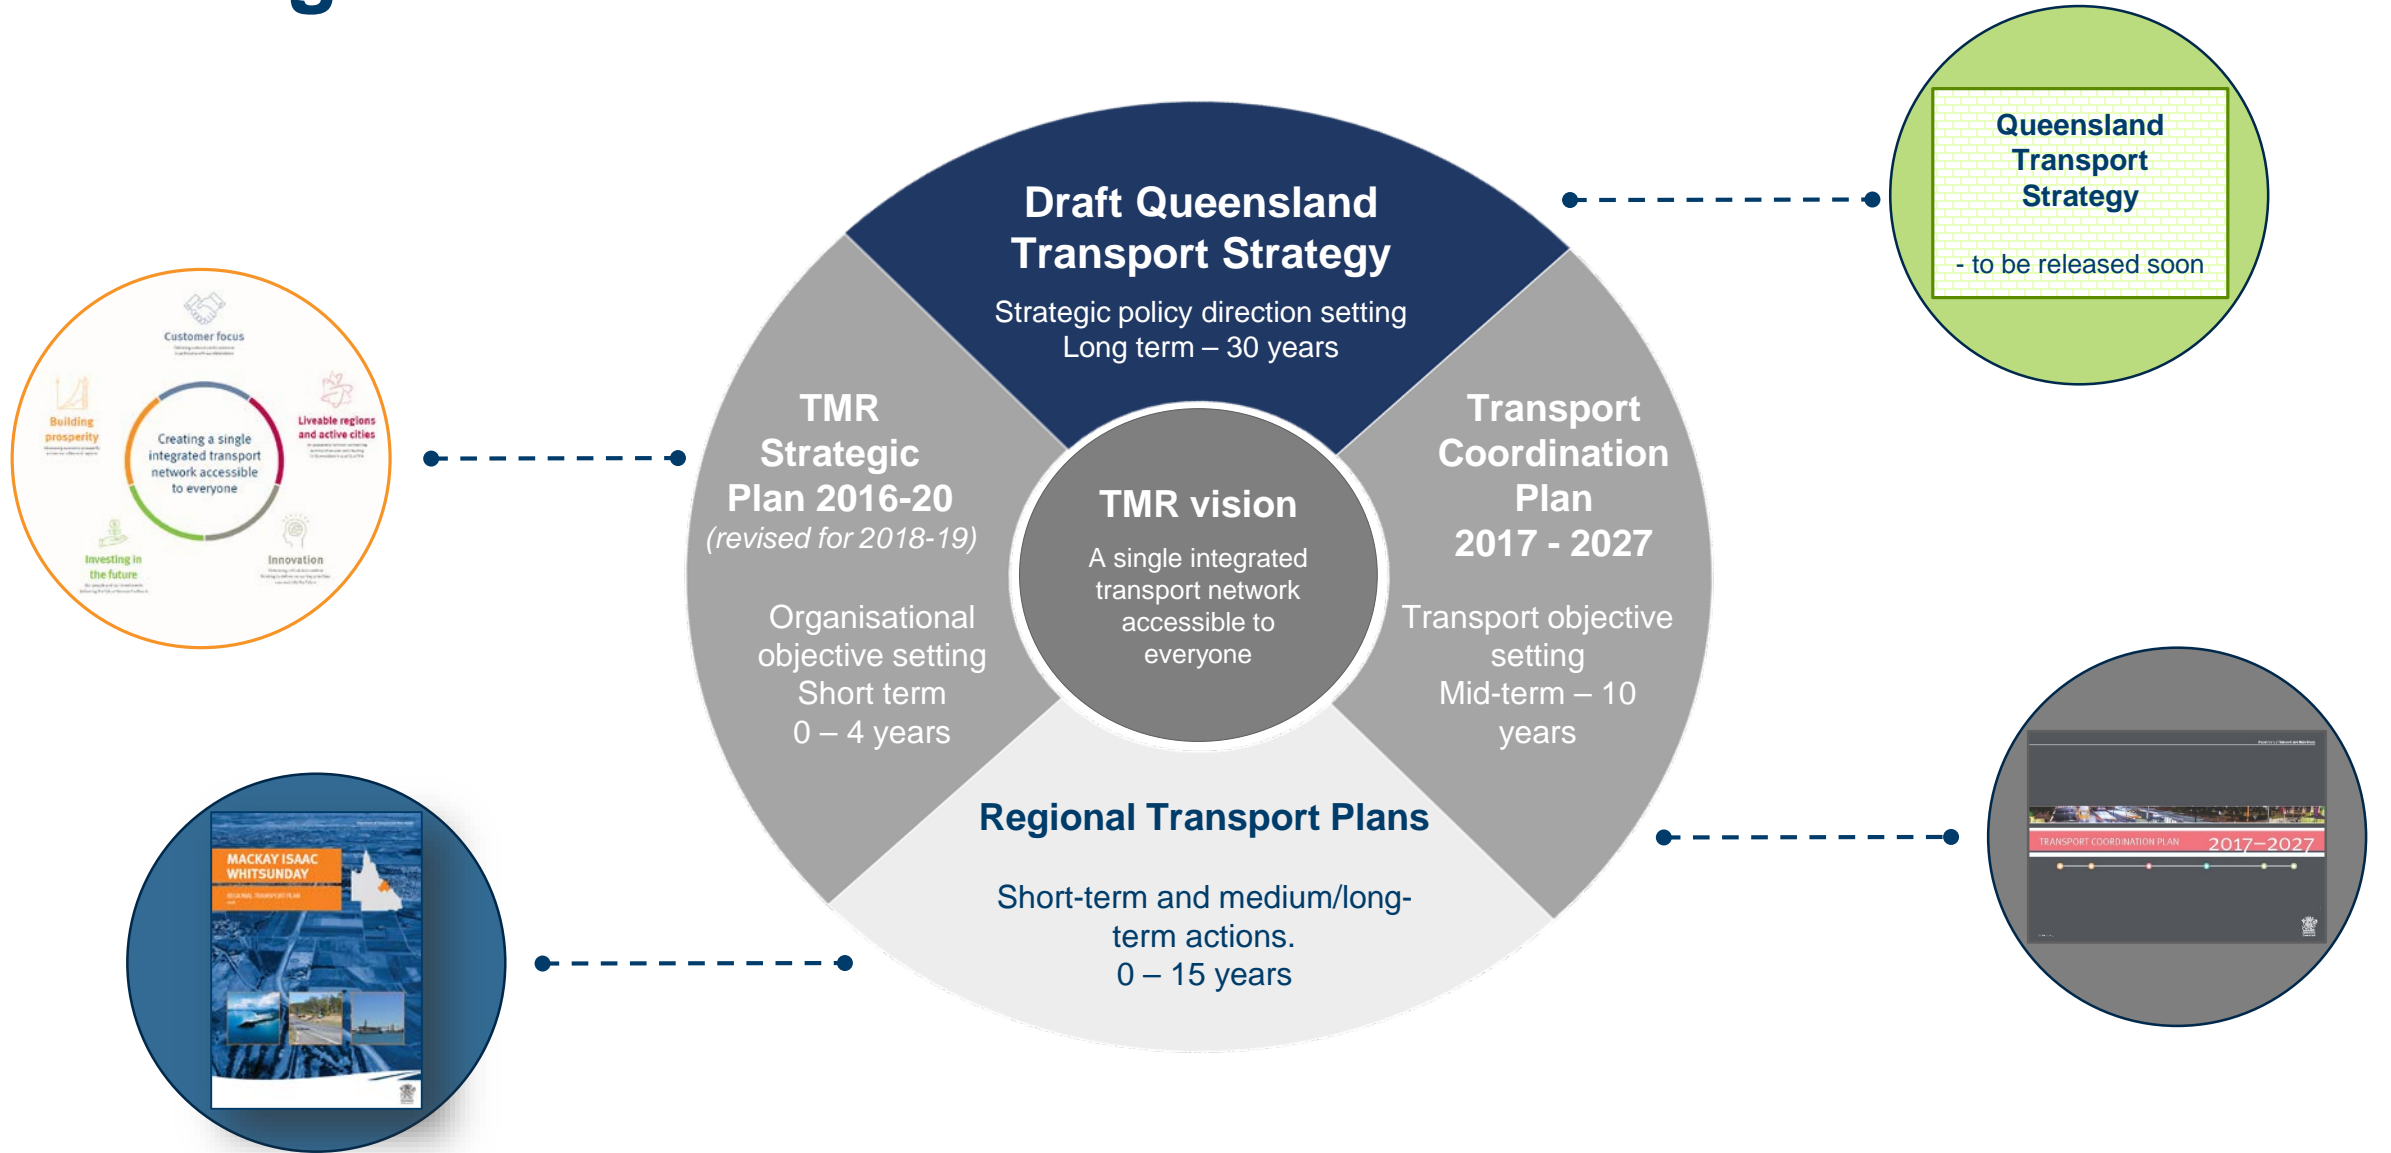 Draft Queensland
Transport Strategy
Strategic policy direction setting
Long term – 30 years
TMR
Strategic
Plan 2016-20
(revised for 2018-19)
Organisational
objective setting
Short term
0 – 4 years
TMR vision
A single integrated
transport network
accessible to
everyone
Transport
Coordination
Plan
2017 - 2027
Transport objective
setting
Mid-term – 10
years
Regional Transport Plans
Short-term and medium/long-
term actions.
0 – 15 years
Queensland
Transport
Strategy
- to be released soon
Customer focus
Building
prosperity
Liveable regions
and active cities
Creating a single
integrated transport
network accessible
to everyone
Investing in
the future
Innovation
MACKAY ISAAC
WHITSUNDAY
REGIONAL TRANSPORT PLAN
TRANSPORT COORDINATION PLAN 2017–2027